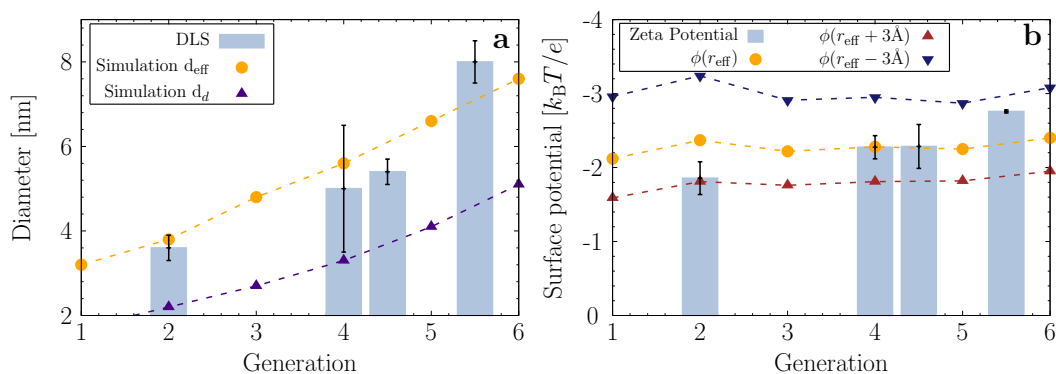 DLS
Simulation d_eff
Simulation d_d
a
Diameter [nm]
8
6
4
2
1 2 3 4 5 6
Generation
Zeta Potential
ϕ(r_eff)
ϕ(r_eff + 3Å)
ϕ(r_eff − 3Å)
b
Surface potential [k_BT/e]
-4
-3
-2
-1
0
1 2 3 4 5 6
Generation